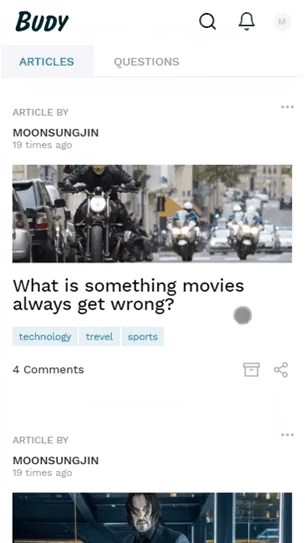 BUDY
M
ARTICLES
QUESTIONS
ARTICLE BY
MOONSUNGJIN
19 times ago
What is something movies
always get wrong?
technology trevel sports
4 Comments
ARTICLE BY
MOONSUNGJIN
19 times ago